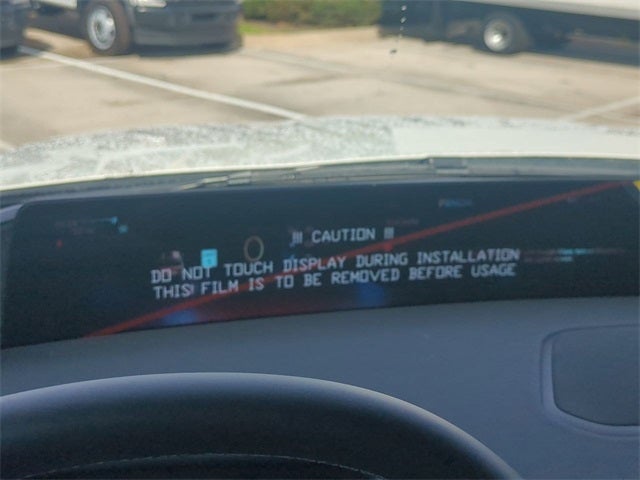 !!! CAUTION !!!
DO NOT TOUCH DISPLAY DURING INSTALLATION
THIS FILM IS TO BE REMOVED BEFORE USAGE